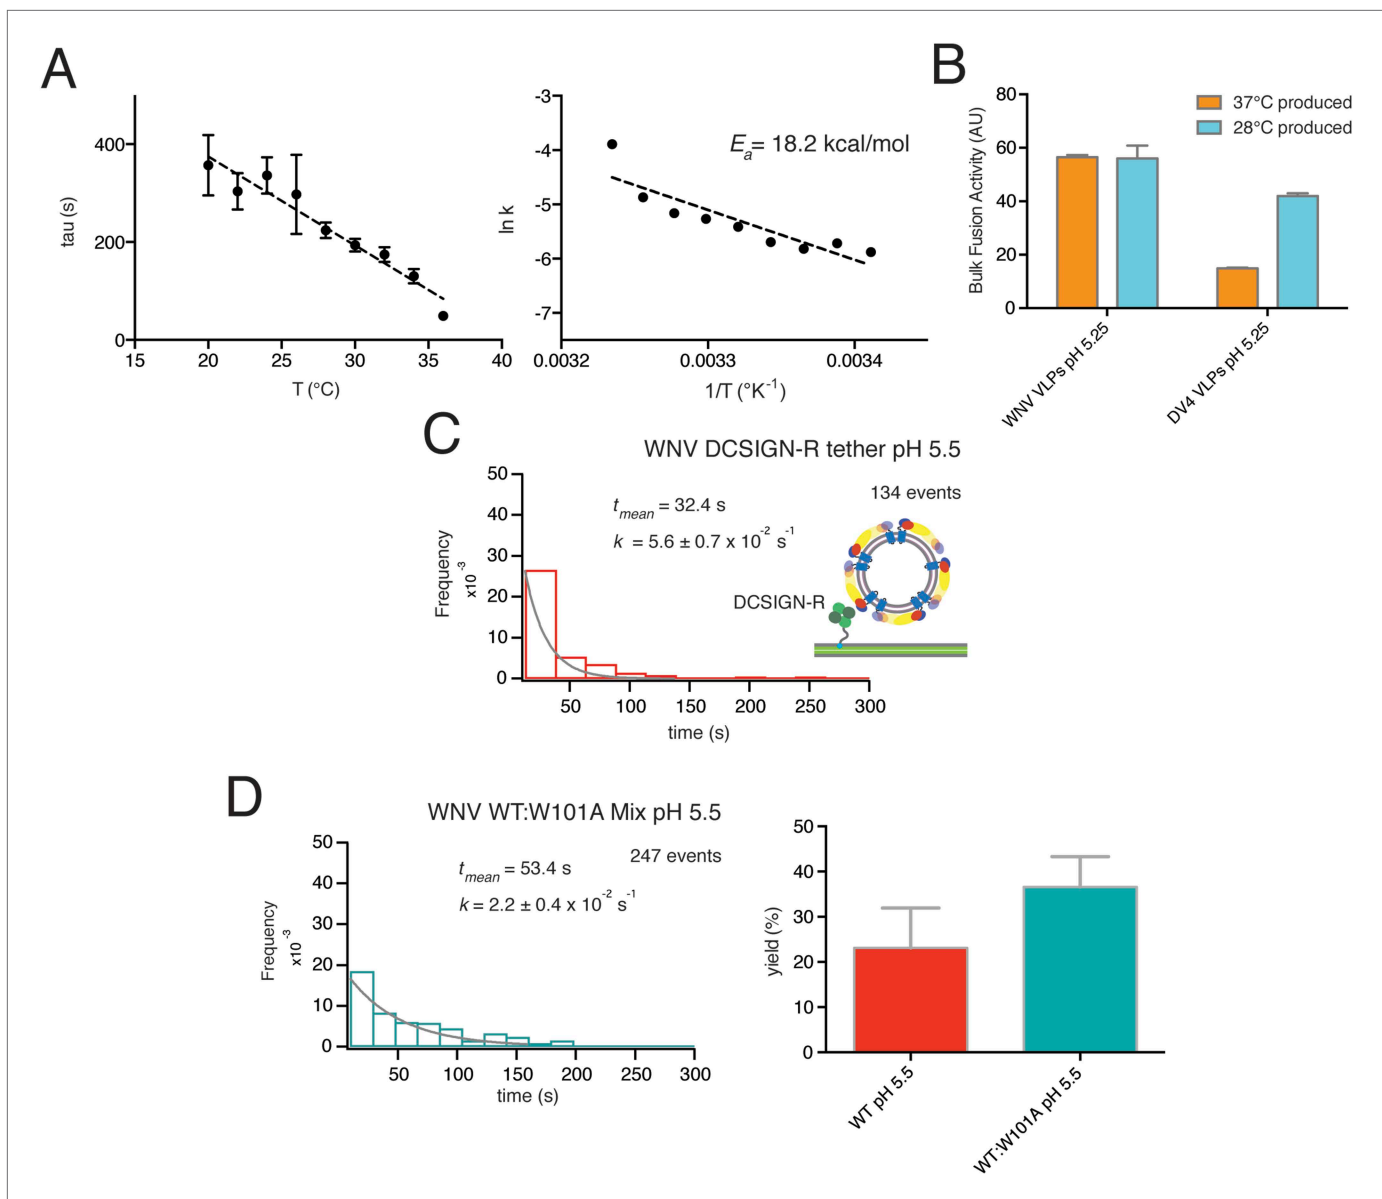 A
400
200
0
tau (s)
15 20 25 30 35 40
T (°C)
-3
-4
-5
-6
-7
ln k
Ea= 18.2 kcal/mol
0.0032 0.0033 0.0034
1/T (°K-1)
B
80
60
40
20
0
Bulk Fusion Activity (AU)
37°C produced
28°C produced
WNV VLPs pH 5.25
DV4 VLPs pH 5.25
C
WNV DCSIGN-R tether pH 5.5
134 events
tmean = 32.4 s
k = 5.6 ± 0.7 x 10-2 s-1
DCSIGN-R
50
40
30
20
10
0
Frequency
x10-3
50 100 150 200 250 300
time (s)
D
WNV WT:W101A Mix pH 5.5
247 events
tmean = 53.4 s
k = 2.2 ± 0.4 x 10-2 s-1
50
40
30
20
10
0
Frequency
x10-3
50 100 150 200 250 300
time (s)
50
40
30
20
10
0
yield (%)
WT pH 5.5
WT:W101A pH 5.5